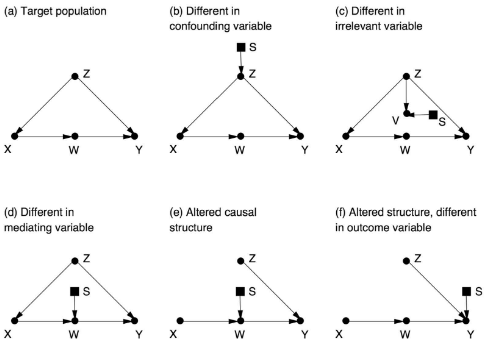 (a) Target population
(b) Different in
confounding variable
(c) Different in
irrelevant variable
S
Z
Z
Z
V
S
X
W
Y
X
W
Y
X
W
Y
(d) Different in
mediating variable
(e) Altered causal
structure
(f) Altered structure, different
in outcome variable
Z
Z
Z
S
S
S
X
W
Y
X
W
Y
X
W
Y